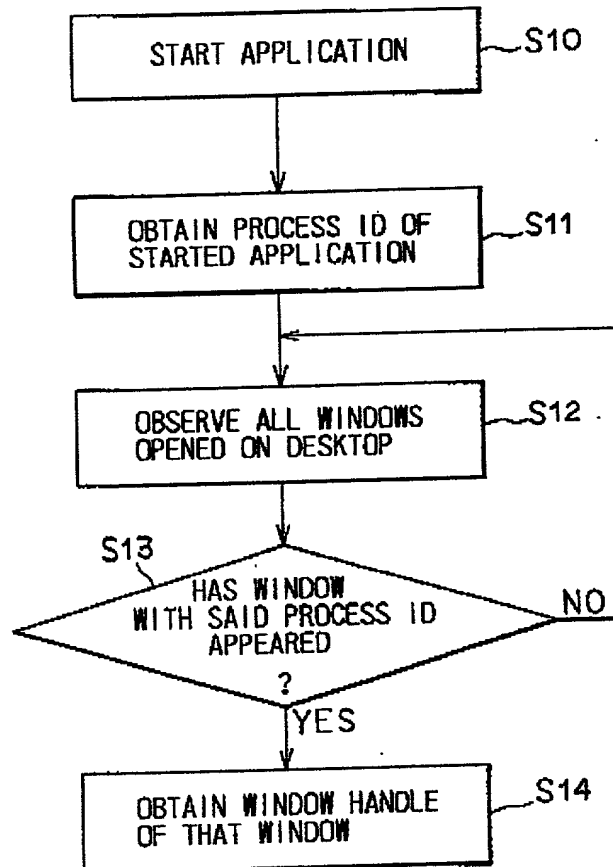 START APPLICATION
S10
OBTAIN PROCESS ID OF
STARTED APPLICATION
S11
OBSERVE ALL WINDOWS
OPENED ON DESKTOP
S12
S13
HAS WINDOW
WITH SAID PROCESS ID
APPEARED
?
NO
YES
OBTAIN WINDOW HANDLE
OF THAT WINDOW
S14